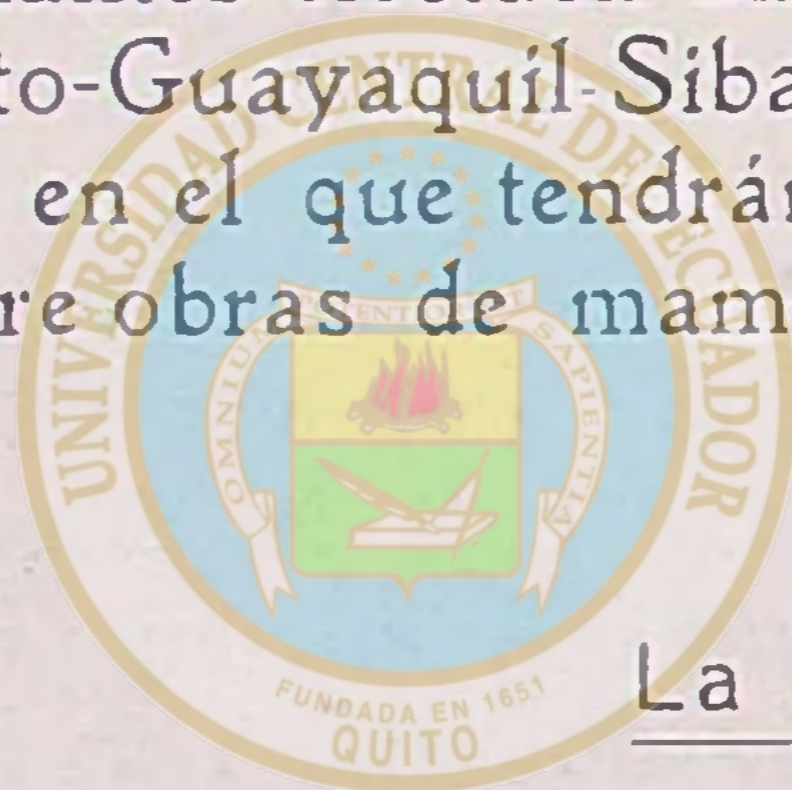 to-Guayaquil-Siba
en el que tendrán
re obras de mam
La
UNIVERSIDAD CENTRAL DEL ECUADOR
OMNIUM POTENTIOR EST SAPIENTIA
FUNDADA EN 1651
QUITO